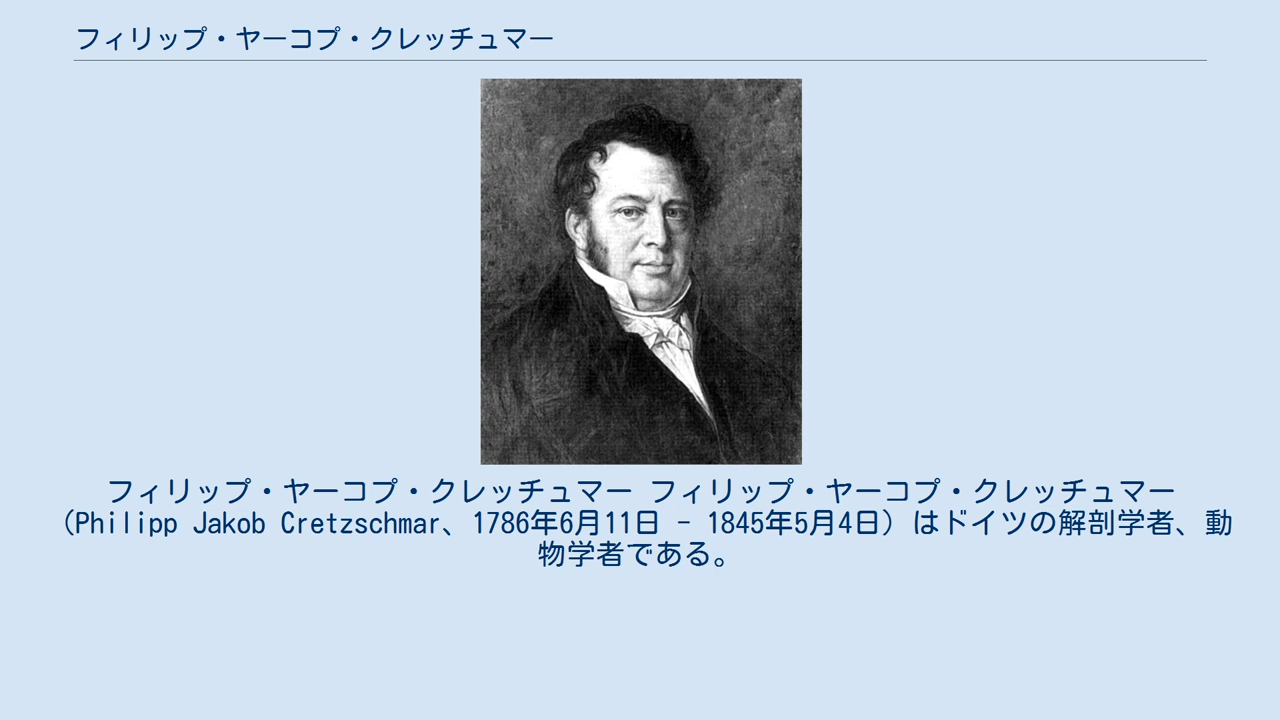 フィリップ・ヤーコプ・クレッチュマー
フィリップ・ヤーコプ・クレッチュマー フィリップ・ヤーコプ・クレッチュマー
（Philipp Jakob Cretzschmar、1786年6月11日 - 1845年5月4日）はドイツの解剖学者、動
物学者である。